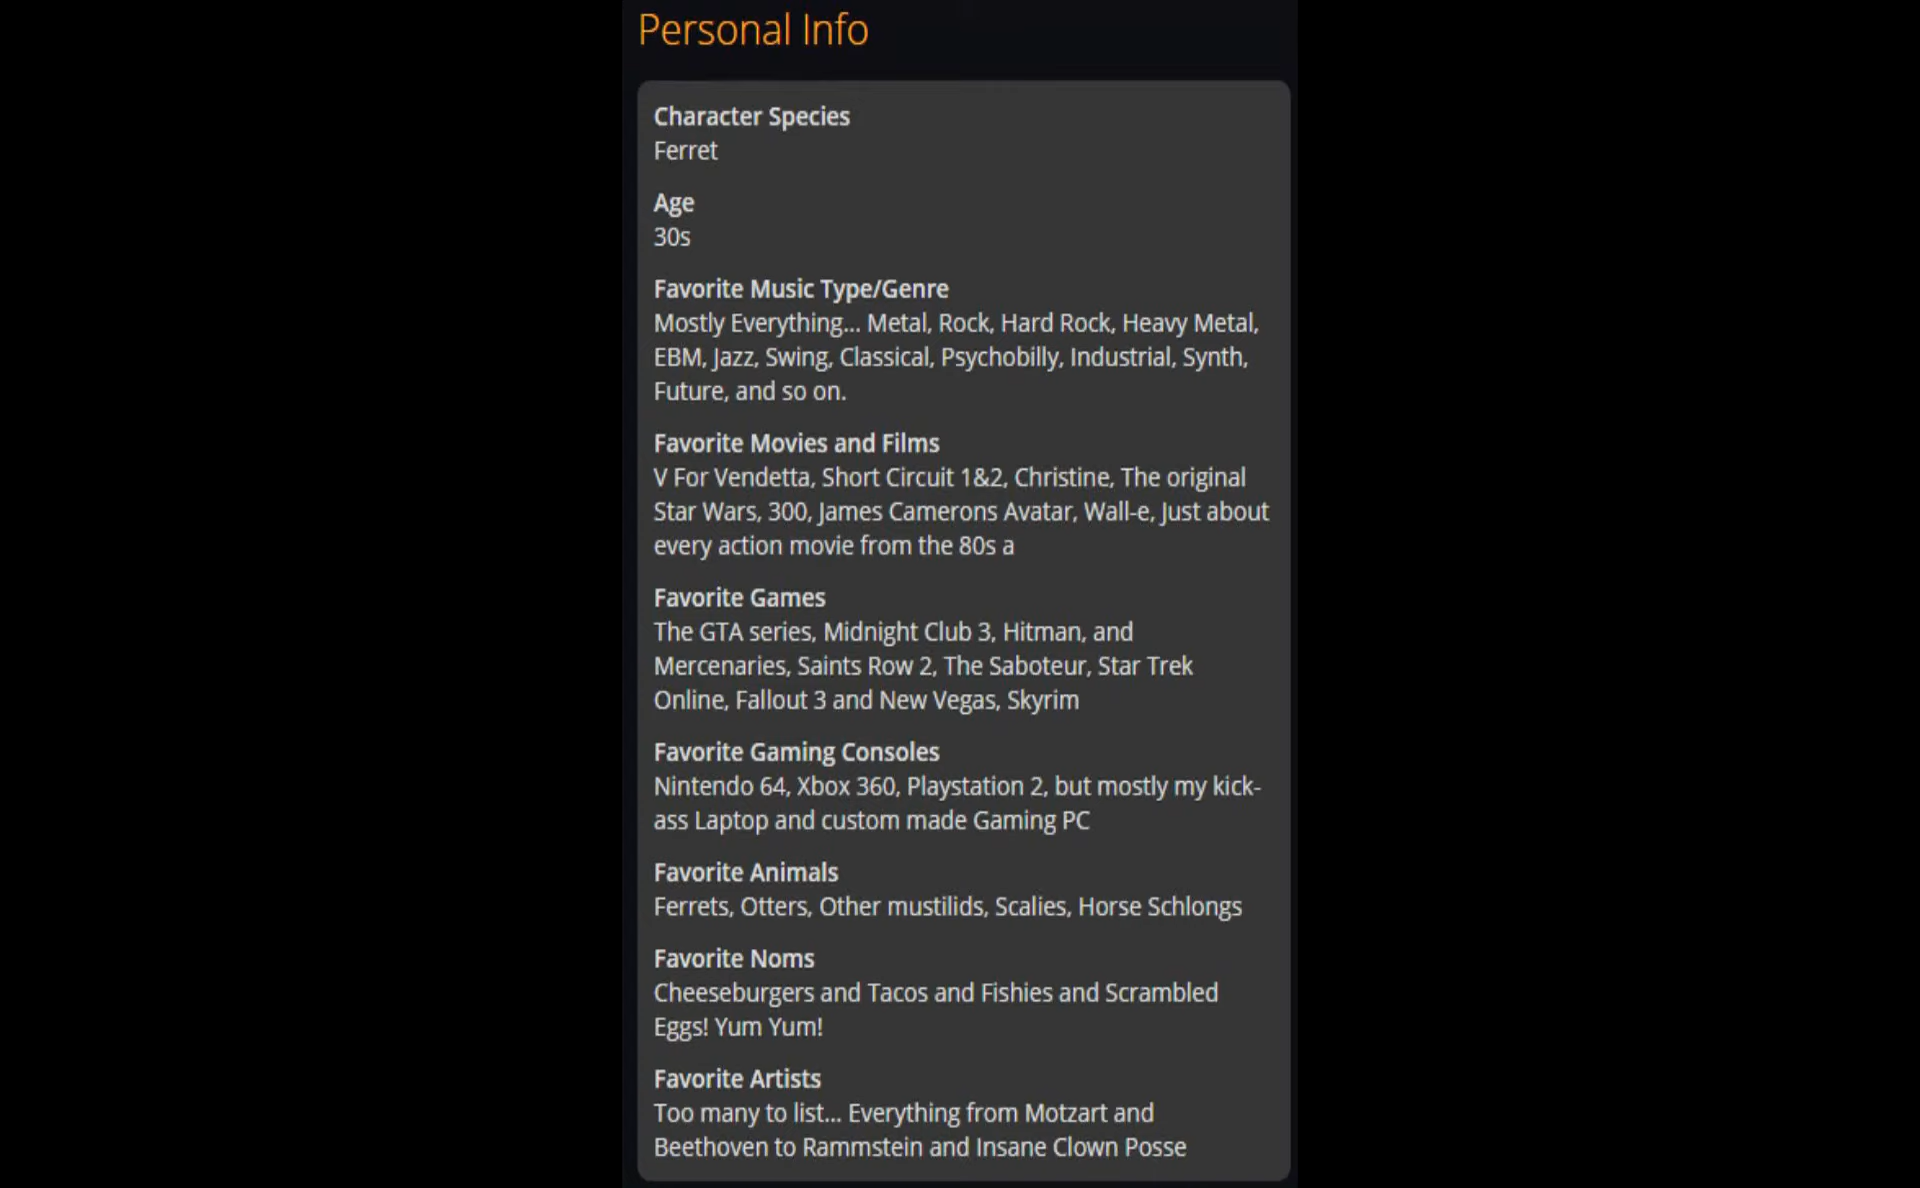 Personal Info
Character Species
Ferret
Age
30s
Favorite Music Type/Genre
Mostly Everything... Metal, Rock, Hard Rock, Heavy Metal,
EBM, Jazz, Swing, Classical, Psychobilly, Industrial, Synth,
Future, and so on.
Favorite Movies and Films
V For Vendetta, Short Circuit 1&2, Christine, The original
Star Wars, 300, James Camerons Avatar, Wall-e, Just about
every action movie from the 80s a
Favorite Games
The GTA series, Midnight Club 3, Hitman, and
Mercenaries, Saints Row 2, The Saboteur, Star Trek
Online, Fallout 3 and New Vegas, Skyrim
Favorite Gaming Consoles
Nintendo 64, Xbox 360, Playstation 2, but mostly my kick-
ass Laptop and custom made Gaming PC
Favorite Animals
Ferrets, Otters, Other mustilids, Scalies, Horse Schlongs
Favorite Noms
Cheeseburgers and Tacos and Fishies and Scrambled
Eggs! Yum Yum!
Favorite Artists
Too many to list... Everything from Motzart and
Beethoven to Rammstein and Insane Clown Posse